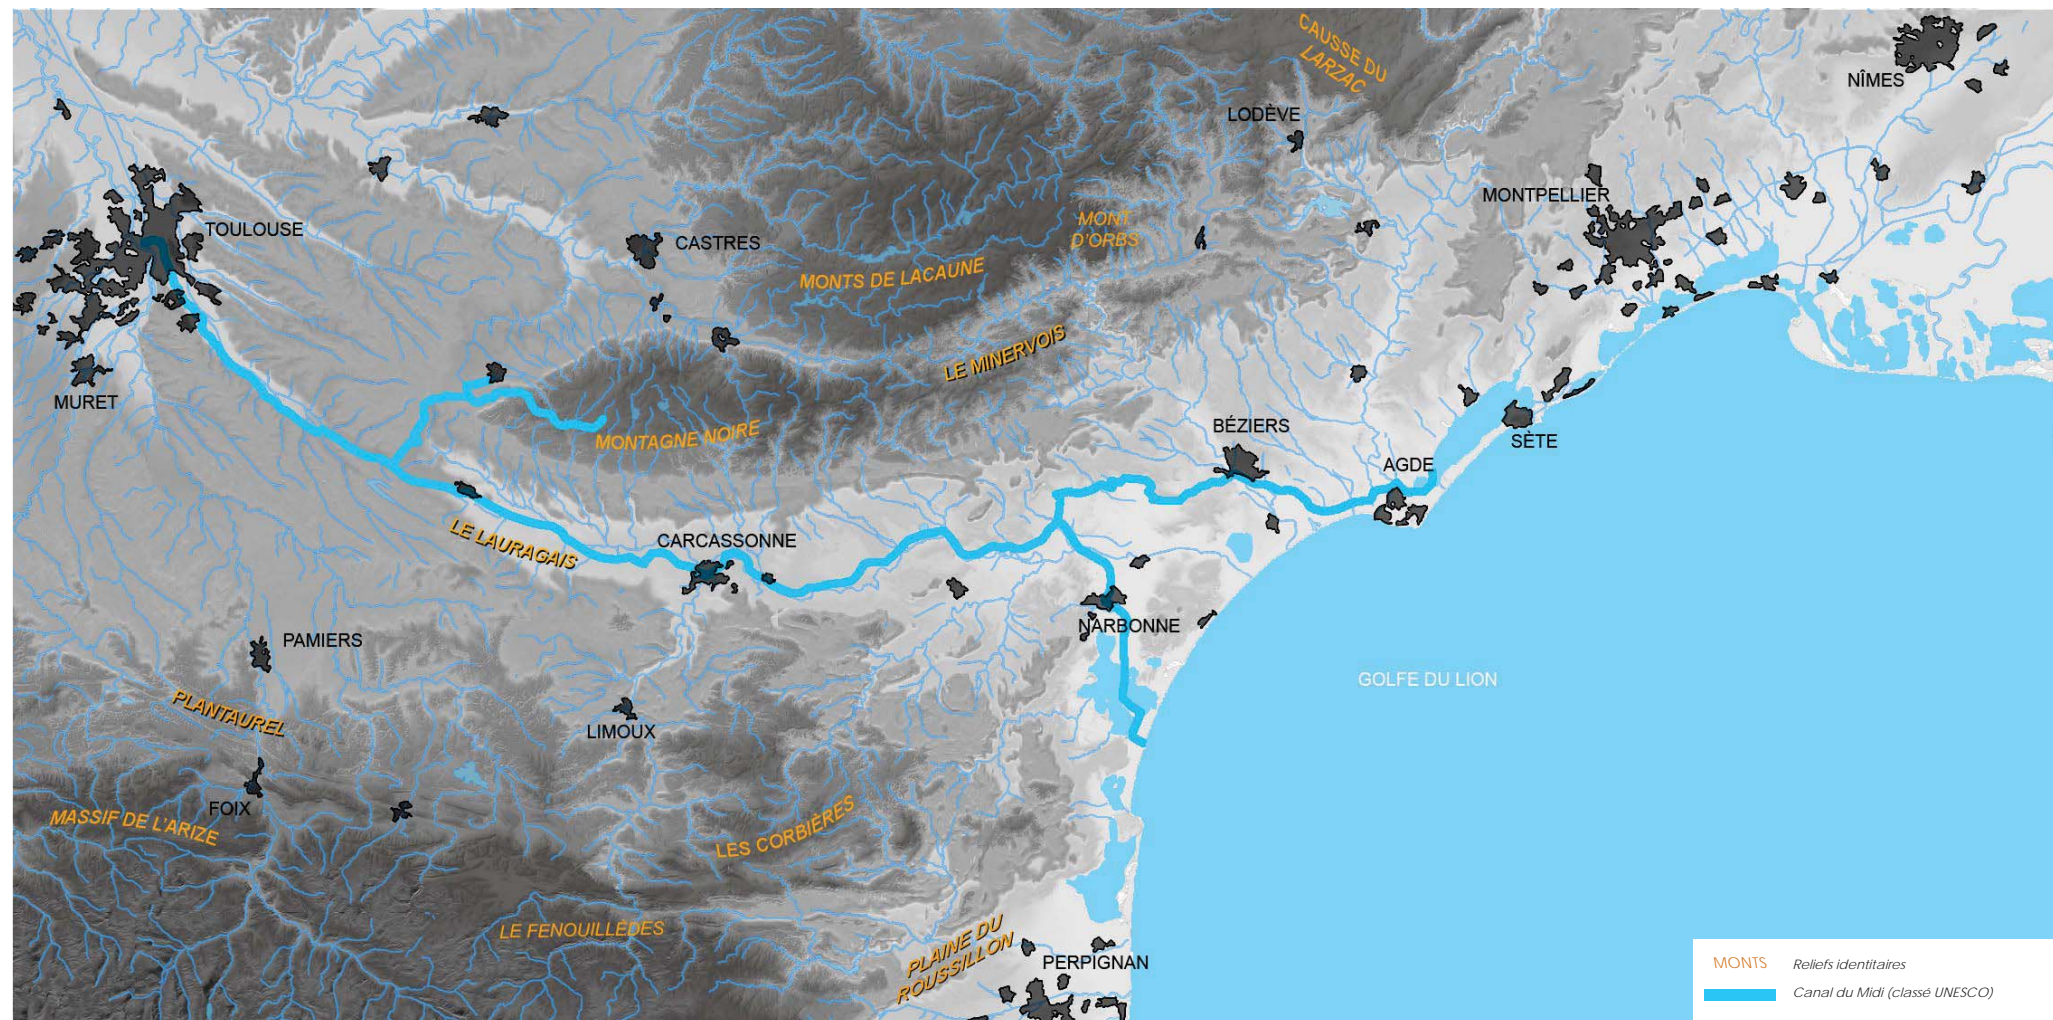 CAUSSE DU
LARZAC
NÎMES
LODÈVE
MONTPELLIER
TOULOUSE
CASTRES
MONT
D'ORBS
MONTS DE LACAUNE
LE MINERVOIS
MURET
MONTAGNE NOIRE
BÉZIERS
SÈTE
AGDE
LE LAURAGAIS
CARCASSONNE
NARBONNE
PAMIERS
GOLFE DU LION
PLANTAUREL
LIMOUX
FOIX
MASSIF DE L'ARIZE
LES CORBIÈRES
LE FENOUILLÈDES
PLAINE DU
ROUSSILLON
PERPIGNAN
MONTS Reliefs identitaires
Canal du Midi (classé UNESCO)